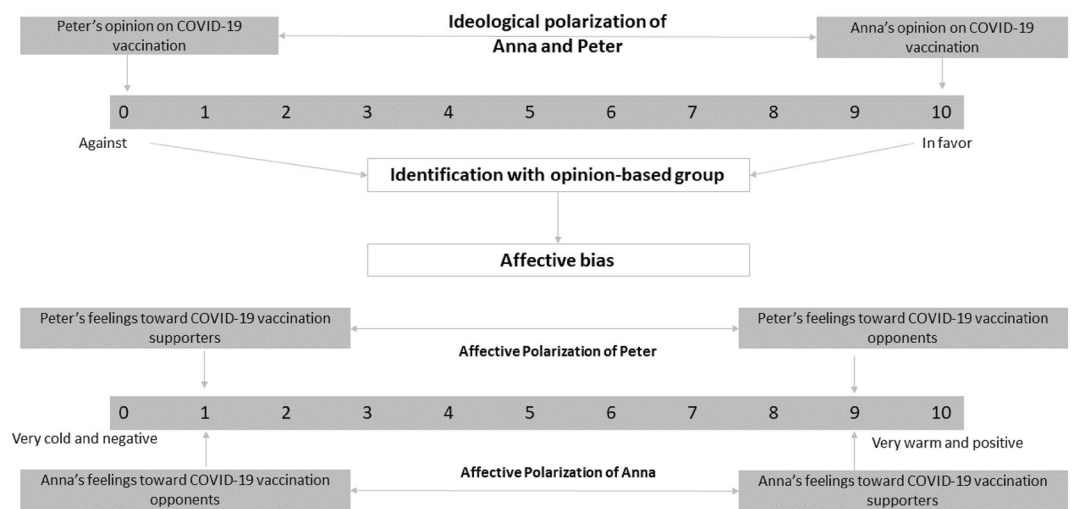 Peter's opinion on COVID-19
vaccination
Ideological polarization of
Anna and Peter
Anna's opinion on COVID-19
vaccination
0 1 2 3 4 5 6 7 8 9 10
Against
In favor
Identification with opinion-based group
Affective bias
Peter's feelings toward COVID-19 vaccination
supporters
Affective Polarization of Peter
Peter's feelings toward COVID-19 vaccination
opponents
0 1 2 3 4 5 6 7 8 9 10
Very cold and negative
Very warm and positive
Anna's feelings toward COVID-19 vaccination
opponents
Affective Polarization of Anna
Anna's feelings toward COVID-19 vaccination
supporters